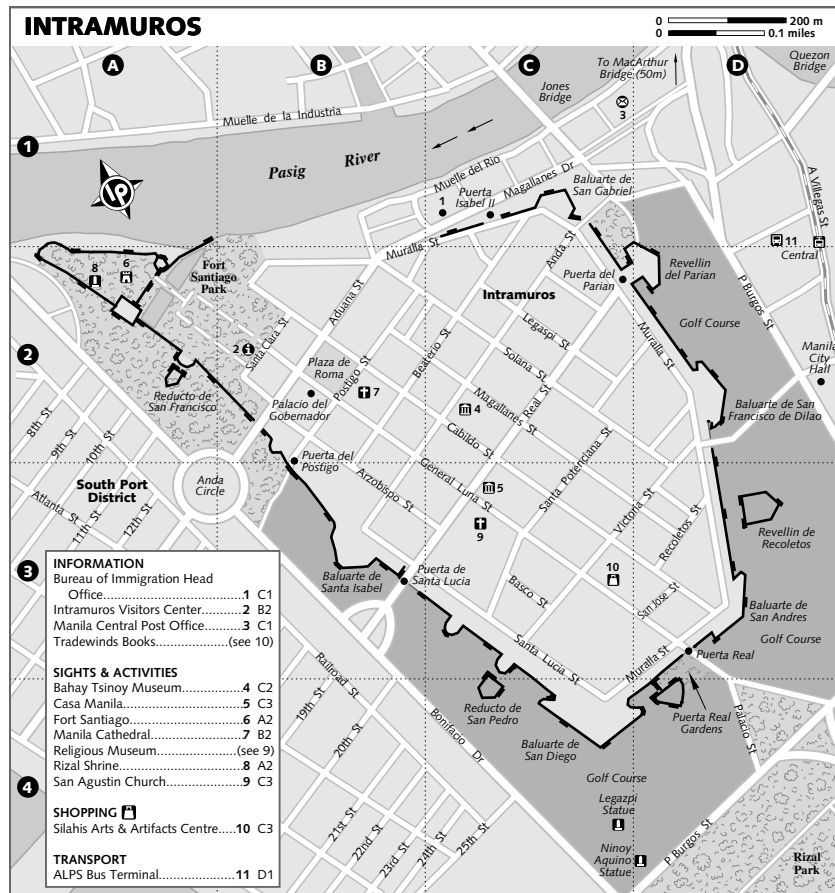 INTRAMUROS
0 200 m
0 0.1 miles
A
B
C
D
To MacArthur
Bridge (50m)
Quezon
Bridge
Jones
Bridge
3
Muelle de la Industria
1
Pasig River
Muelle del Rio
Magallanes Dr
Baluarte de
San Gabriel
A Villegas St
1
Puerta
Isabel II
Muralla St
11
Central
8
6
Fort
Santiago
Park
Anda St
Puerta del
Parian
Revellin
del Parian
P Burgos St
Intramuros
Aduana St
Golf Course
Legaspi St
Muralla St
2
2
Santa Clara St
Beaterio St
Solana St
Manila
City
Hall
Plaza de
Roma
Postigo St
7
Real St
Magallanes St
4
Reducto de
San Francisco
Palacio del
Gobernador
Cabildo St
Baluarte de San
Francisco de Dilao
8th St
9th St
10th St
Puerta del
Postigo
General Luna St
Santa Potenciana St
Arzobispo St
South Port
District
Anda
Circle
5
Victoria St
Atlanta St
11th St
12th St
9
Recoletos St
Revellin de
Recoletos
3
10
Baluarte de
Santa Isabel
Puerta de
Santa Lucia
Basco St
San Jose St
Baluarte de
San Andres
Golf Course
Santa Lucia St
Muralla St
Puerta Real
Railroad St
19th St
Reducto de
San Pedro
Puerta Real
Gardens
Palacio St
Bonifacio Dr
20th St
Baluarte de
San Diego
4
Golf Course
Legazpi
Statue
21st St
22nd St
23rd St
24th St
25th St
Ninoy
Aquino
Statue
P Burgos St
Rizal
Park
INFORMATION
Bureau of Immigration Head
Office.....................................1 C1
Intramuros Visitors Center.........2 B2
Manila Central Post Office.........3 C1
Tradewinds Books.................(see 10)
SIGHTS & ACTIVITIES
Bahay Tsinoy Museum..............4 C2
Casa Manila..............................5 C3
Fort Santiago............................6 A2
Manila Cathedral.......................7 B2
Religious Museum...................(see 9)
Rizal Shrine...............................8 A2
San Agustin Church...................9 C3
SHOPPING
Silahis Arts & Artifacts Centre....10 C3
TRANSPORT
ALPS Bus Terminal...................11 D1